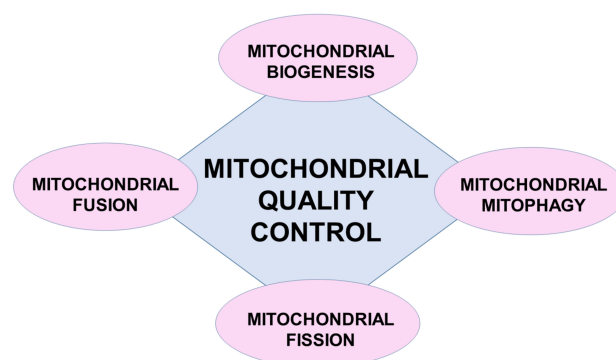 MITOCHONDRIAL
BIOGENESIS
MITOCHONDRIAL
FUSION
MITOCHONDRIAL
QUALITY
CONTROL
MITOCHONDRIAL
MITOPHAGY
MITOCHONDRIAL
FISSION